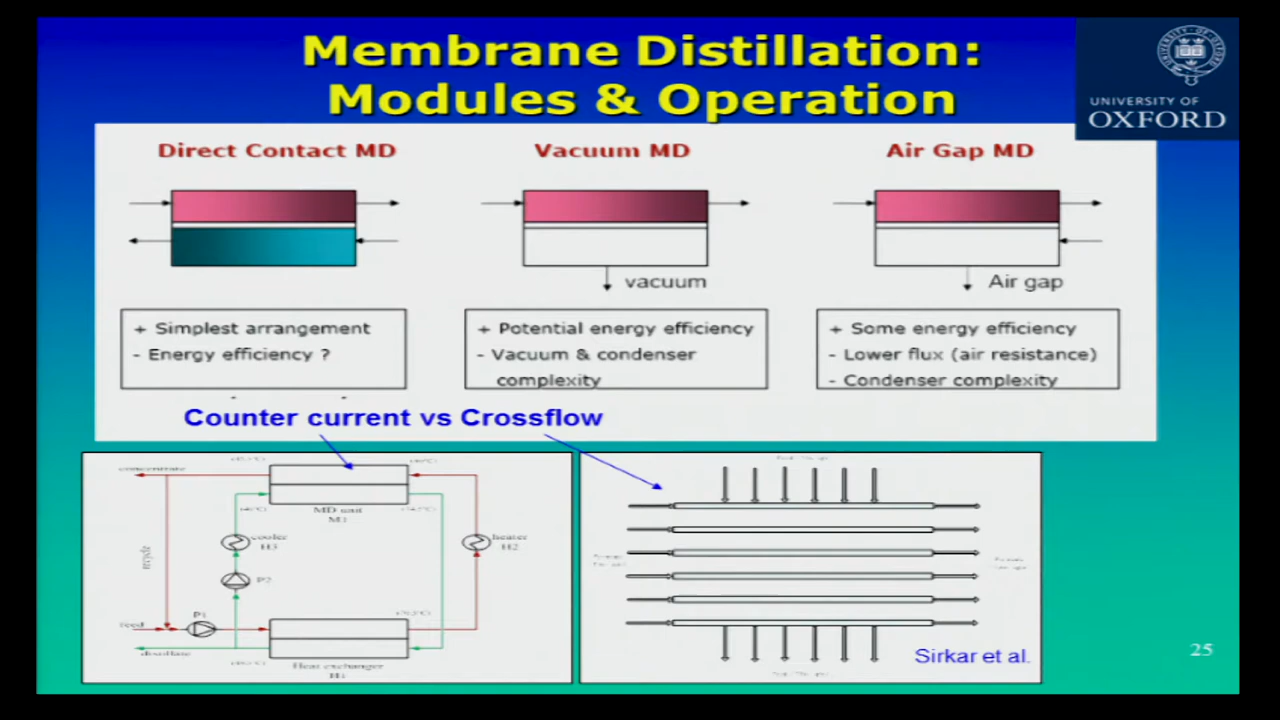 Membrane Distillation:
Modules & Operation
UNIVERSITY OF
OXFORD
Direct Contact MD
Vacuum MD
Air Gap MD
vacuum
Air gap
+ Simplest arrangement
- Energy efficiency ?
+ Potential energy efficiency
- Vacuum & condenser
complexity
+ Some energy efficiency
- Lower flux (air resistance)
- Condenser complexity
Counter current vs Crossflow
concentrate
MD unit
M1
cooler
H3
heater
H2
recycle
P2
P1
feed
distillate
Heat exchanger
H1
Sirkar et al.
25